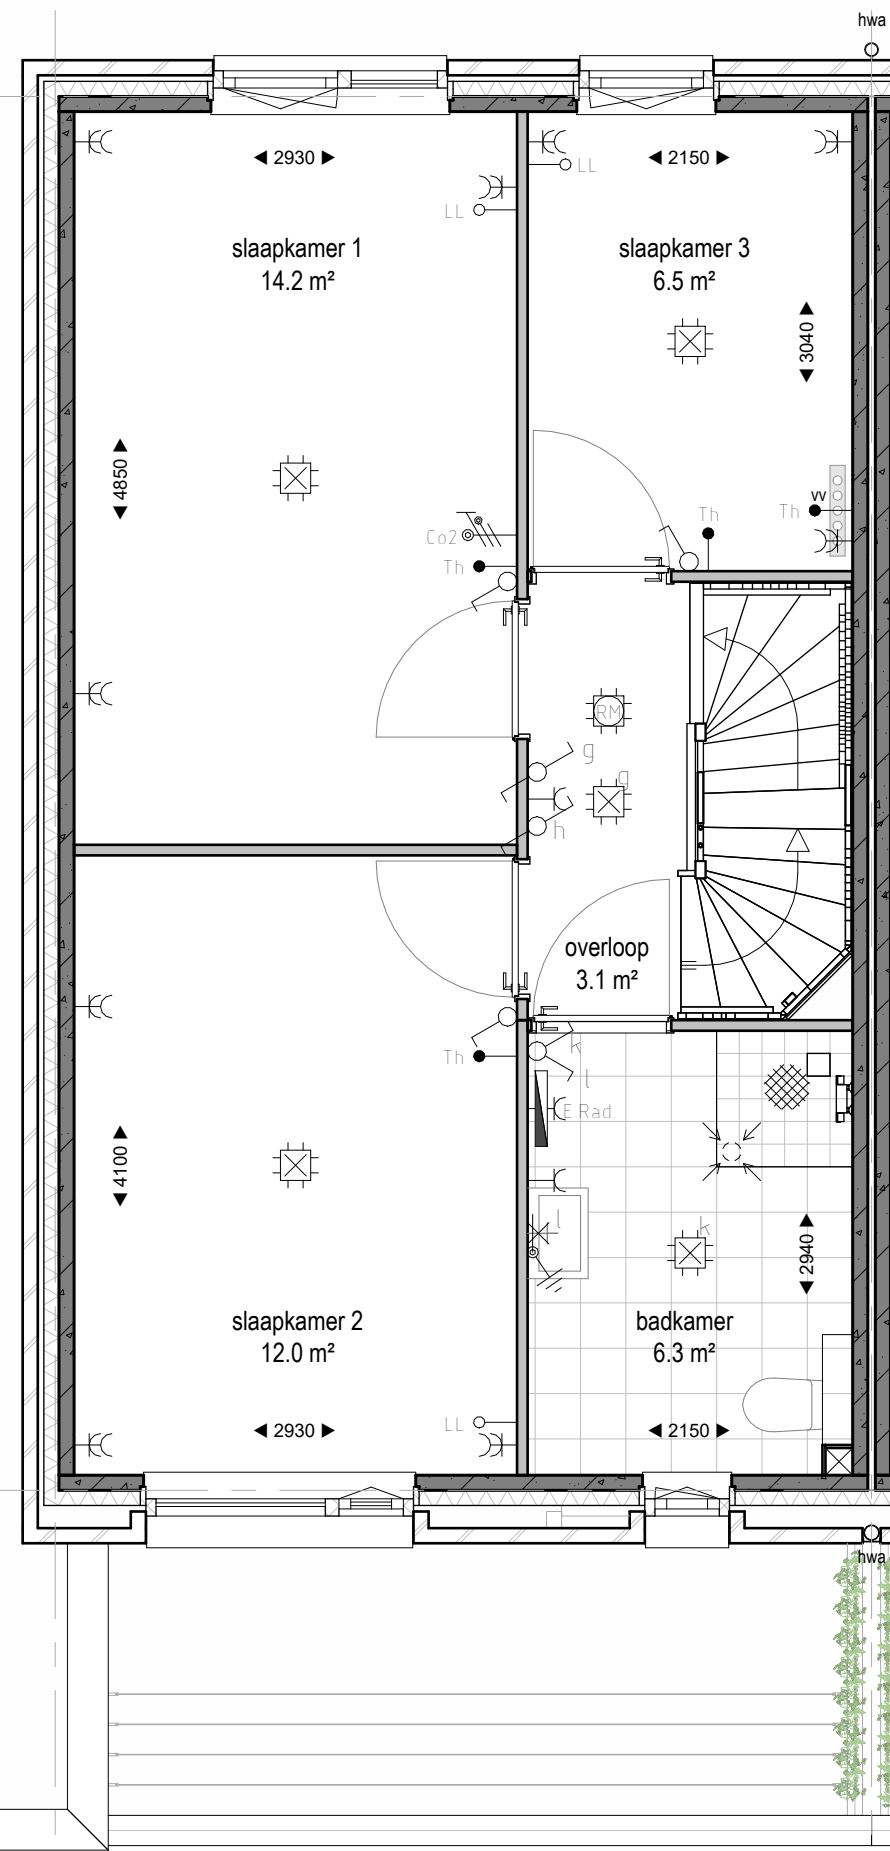 hwa
◄ 2930 ►
◄ 2150 ►
LL
LL
slaapkamer 1
14.2 m²
slaapkamer 3
6.5 m²
◄ 3040 ►
◄ 4850 ►
vv
Th
Th
Co2
Th
RM
g
g
h
overloop
3.1 m²
k
Th
l
E.Rad.
◄ 4100 ►
l
k
◄ 2940 ►
slaapkamer 2
12.0 m²
badkamer
6.3 m²
LL
◄ 2930 ►
◄ 2150 ►
hwa